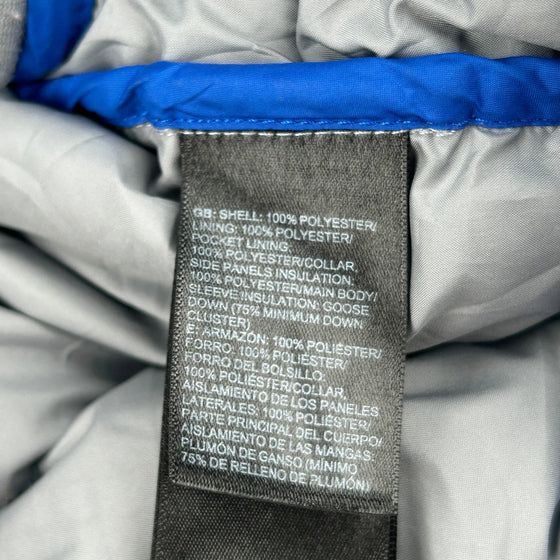 GB: SHELL: 100% POLYESTER/
LINING: 100% POLYESTER/
POCKET LINING:
100% POLYESTER/COLLAR,
SIDE PANELS INSULATION:
100% POLYESTER/MAIN BODY/
SLEEVE INSULATION: GOOSE
DOWN (75% MINIMUM DOWN
CLUSTER)
E: ARMAZÓN: 100% POLIÉSTER/
FORRO: 100% POLIÉSTER/
FORRO DEL BOLSILLO:
100% POLIÉSTER/COLLAR,
AISLAMIENTO DE LOS PANELES
LATERALES: 100% POLIÉSTER/
PARTE PRINCIPAL DEL CUERPO/
AISLAMIENTO DE LAS MANGAS:
PLUMÓN DE GANSO (MÍNIMO
75% DE RELLENO DE PLUMÓN)